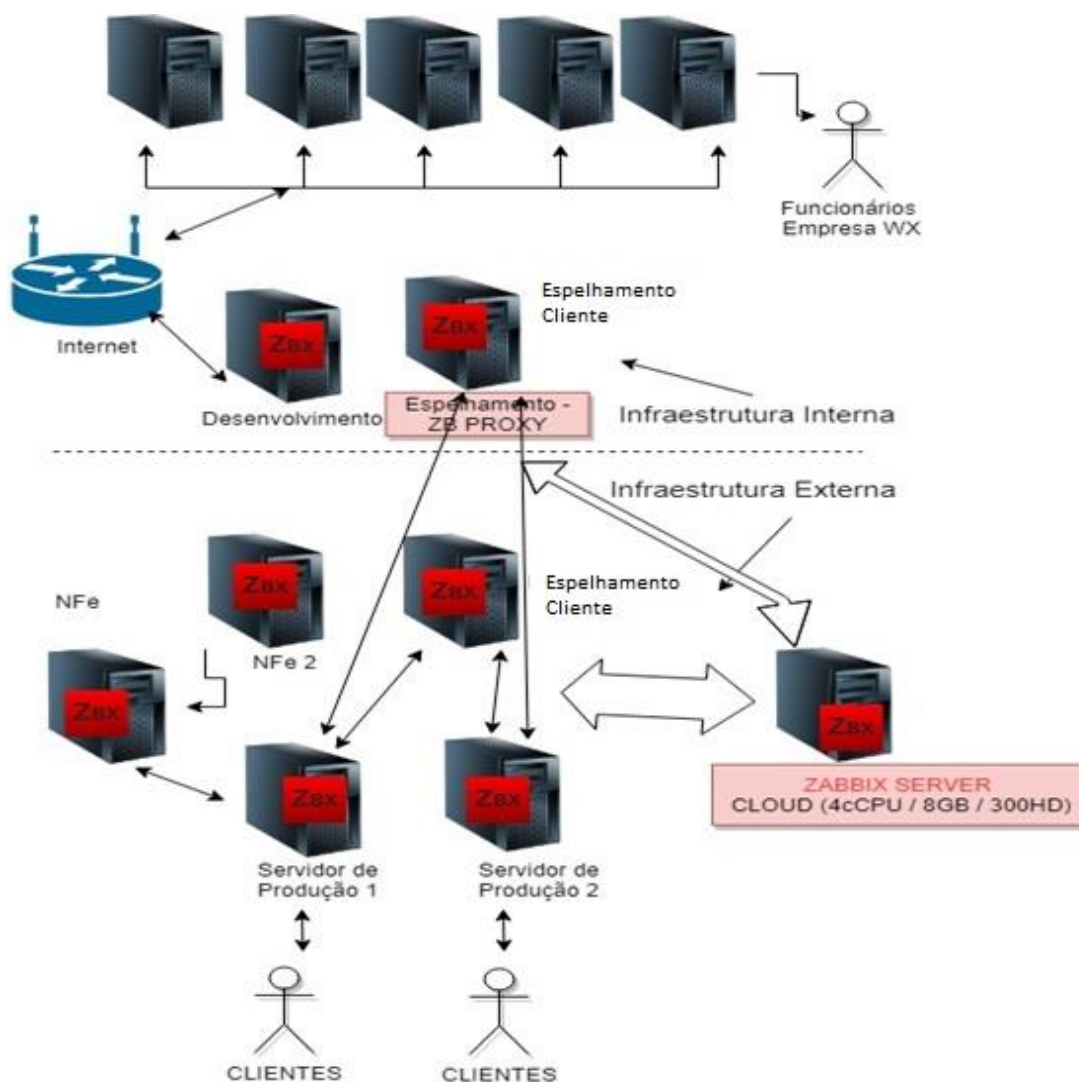 Funcionários
Empresa WX
Internet
ZBX
Desenvolvimento
ZBX
Espelhamento
Cliente
Espelhamento -
ZB PROXY
Infraestrutura Interna
Infraestrutura Externa
NFe
ZBX
NFe 2
ZBX
Espelhamento
Cliente
ZBX
ZBX
Servidor de
Produção 1
ZBX
Servidor de
Produção 2
ZBX
ZABBIX SERVER
CLOUD (4cCPU / 8GB / 300HD)
CLIENTES
CLIENTES